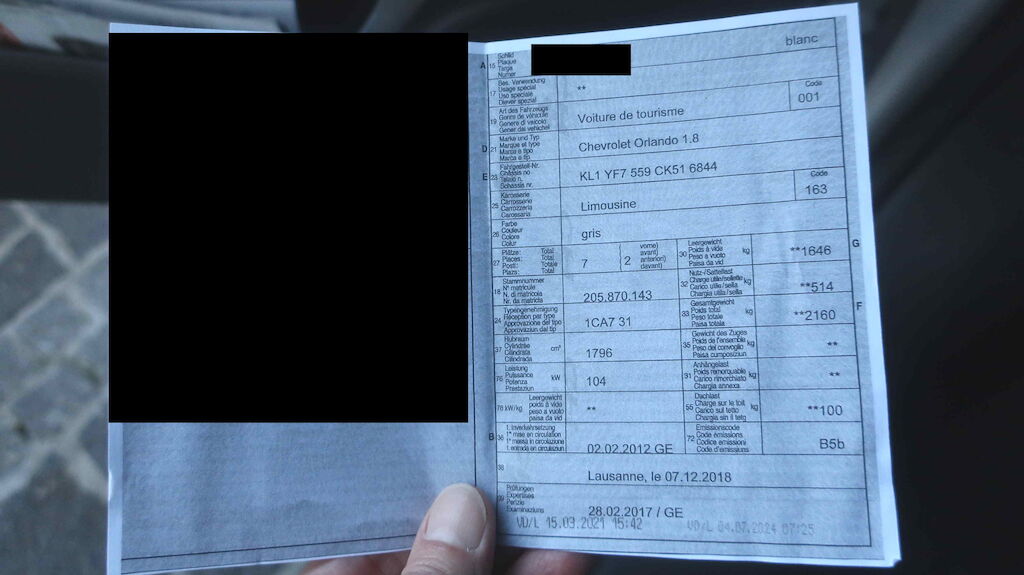 A 15 Schild
Plaque
Targa
Numer
blanc
17 Bes. Verwendung
Usage spécial
Uso speciale
Diever spezial
**
19 Art des Fahrzeugs
Genre de véhicule
Genere di veicolo
Gener dal vehichel
Voiture de tourisme
Code
001
D 21 Marke und Typ
Marque et type
Marca e tipo
Marca e tip
Chevrolet Orlando 1.8
E 23 Fahrgestell-Nr.
Châssis no
Telaio n.
Schassis nr.
KL1 YF7 559 CK51 6844
25 Karosserie
Carrosserie
Carrozzeria
Carossaria
Limousine
Code
163
26 Farbe
Couleur
Colore
Colur
gris
27 Plätze: Total
Places: Total
Posti: Totale
Plazs: Total
7
( vorne)
avant)
anteriori)
( davant)
2
30 Leergewicht
Poids à vide
Peso a vuoto
Paisa da vid
kg
**1646
G
18 Stammnummer
N° matricule
N. di matricola
Nr. da matricla
205.870.143
32 Nutz-/Sattellast
Charge utile/sellette
Carico utile/sella
Chargia utila/sella
kg
**514
24 Typengenehmigung
Réception par type
Approvazione del tipo
Approvaziun dal tip
1CA7 31
33 Gesamtgewicht
Poids total
Peso totale
Paisa totala
kg
**2160
F
37 Hubraum
Cylindrée
Cilindrata
Cilindrada
cm³
1796
35 Gewicht des Zuges
Poids de l'ensemble
Peso del convoglio
Paisa cumposiziun
kg
**
76 Leistung
Puissance
Potenza
Prestaziun
kW
104
31 Anhängelast
Poids remorquable
Carico rimorchiato
Chargia annexa
kg
**
78 kW/kg Leergewicht
poids à vide
peso a vuoto
paisa da vid
**
55 Dachlast
Charge sur le toit
Carico sul tetto
Chargia sin il tetg
kg
**100
B 36 1. Inverkehrsetzung
1re mise en circulation
1a messa in circolazione
1. entrada en circulaziun
02.02.2012 GE
72 Emissionscode
Code émissions
Codice emissioni
Code d'emissiuns
B5b
38
Lausanne, le 07.12.2018
39 Prüfungen
Expertises
Perizie
Examinaziuns
28.02.2017 / GE
VD/L 15.09.2021 15:42
VD/L 04.07.2024 07:25